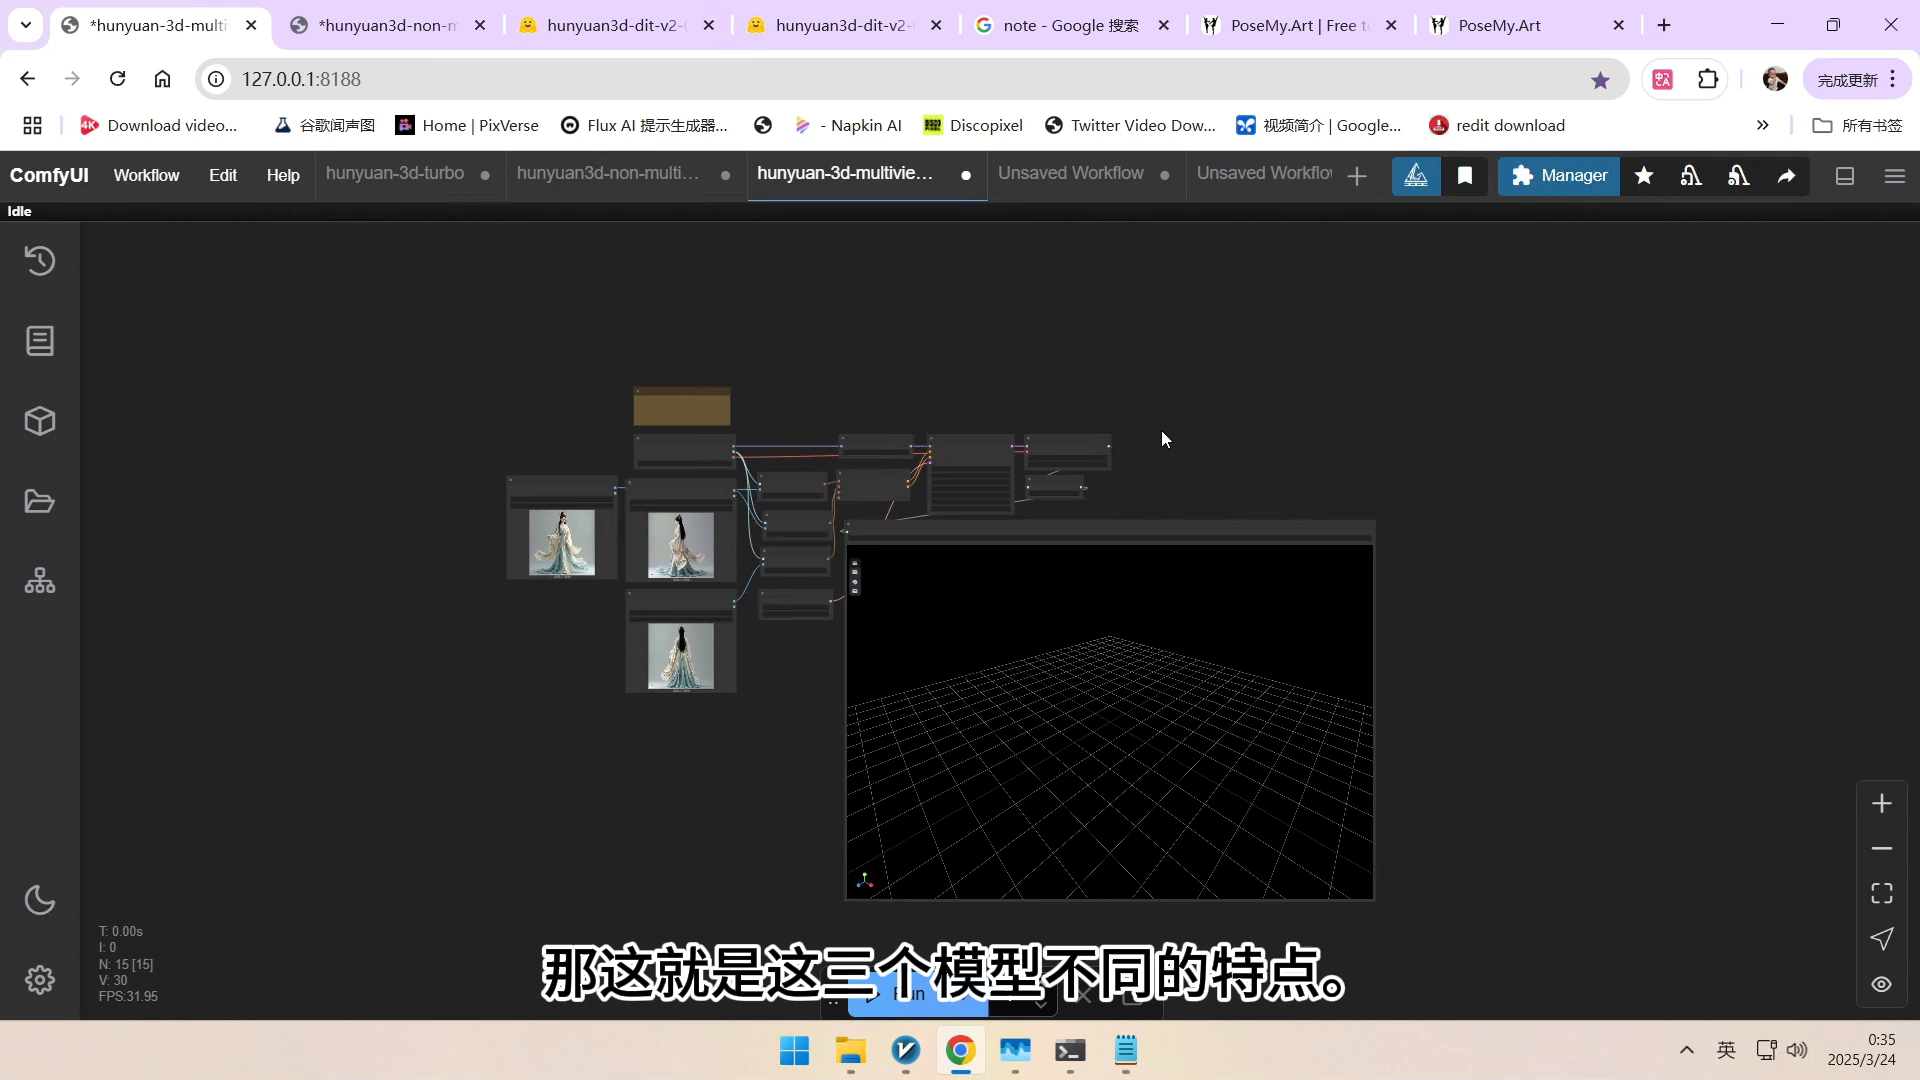 *hunyuan-3d-multiv
*hunyuan3d-non-m
hunyuan3d-dit-v2-
hunyuan3d-dit-v2-
note - Google 搜索
PoseMy.Art | Free t
PoseMy.Art
127.0.0.1:8188
完成更新
Download video...
谷歌闻声图
Home | PixVerse
Flux AI 提示生成器...
- Napkin AI
Discopixel
Twitter Video Dow...
视频简介 | Google...
redit download
所有书签
ComfyUI
Workflow
Edit
Help
hunyuan-3d-turbo
hunyuan3d-non-multi...
hunyuan-3d-multivie...
Unsaved Workflow
Unsaved Workflo
Manager
Idle
T: 0.00s
I: 0
N: 15 [15]
V: 30
FPS:31.95
那这就是这三个模型不同的特点。
Run
英
0:35
2025/3/24